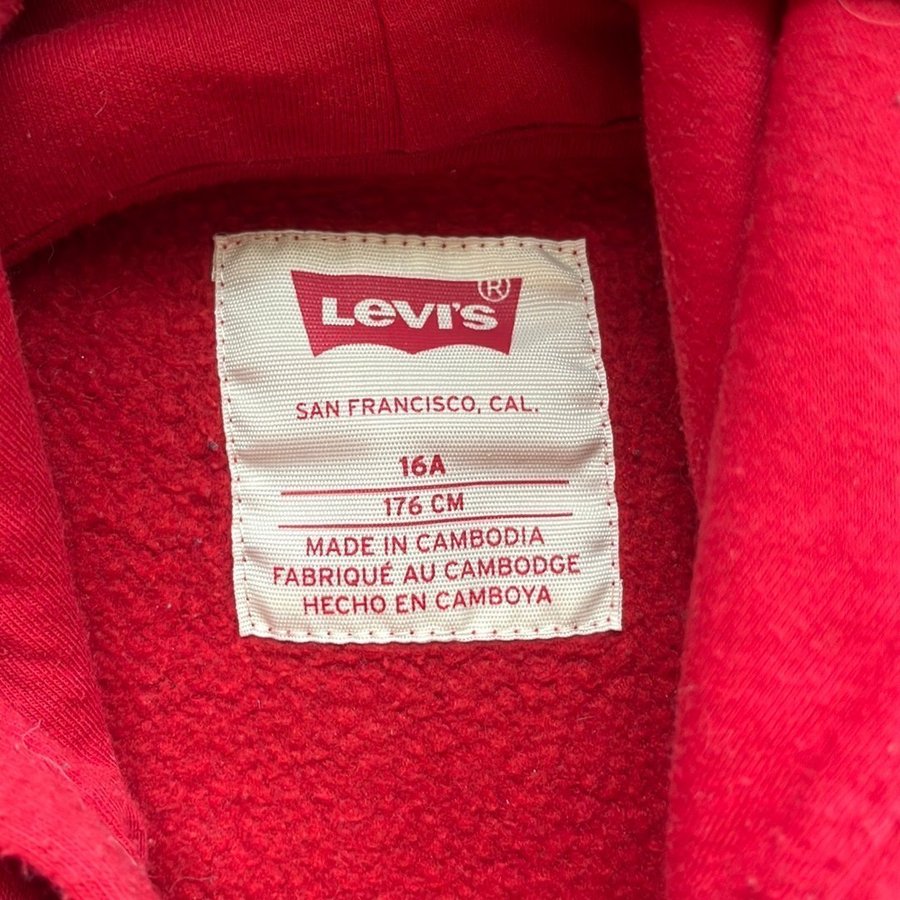 Levi's ®
SAN FRANCISCO, CAL.
16A
176 CM
MADE IN CAMBODIA
FABRIQUÉ AU CAMBODGE
HECHO EN CAMBOYA